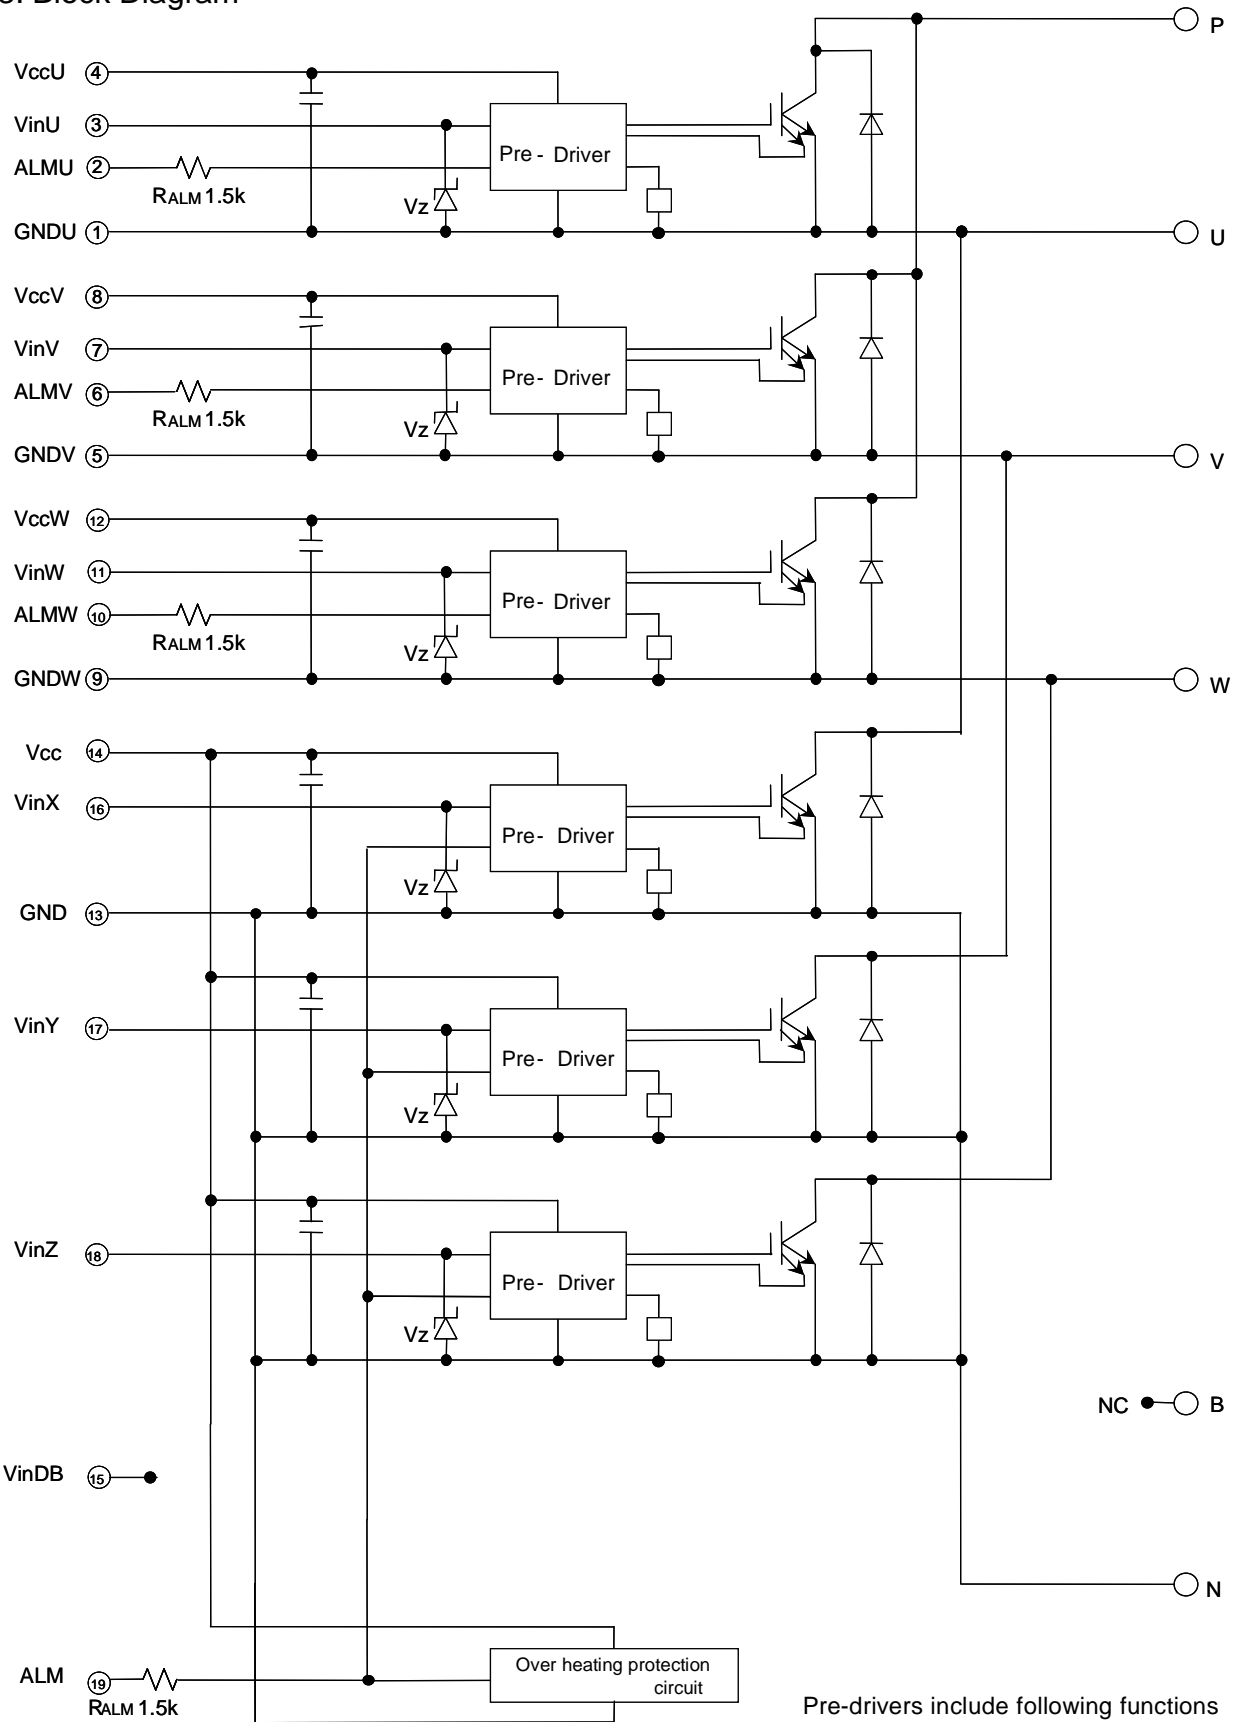 Block Diagram
P
VccU 4
VinU 3
Pre - Driver
ALMU 2
RALM 1.5k
Vz
GNDU 1
U
VccV 8
VinV 7
Pre - Driver
ALMV 6
RALM 1.5k
Vz
GNDV 5
V
VccW 12
VinW 11
Pre - Driver
ALMW 10
RALM 1.5k
Vz
GNDW 9
W
Vcc 14
VinX 16
Pre - Driver
Vz
GND 13
VinY 17
Pre - Driver
Vz
VinZ 18
Pre - Driver
Vz
NC B
VinDB 15
N
Over heating protection
circuit
ALM 19
RALM 1.5k
Pre-drivers include following functions